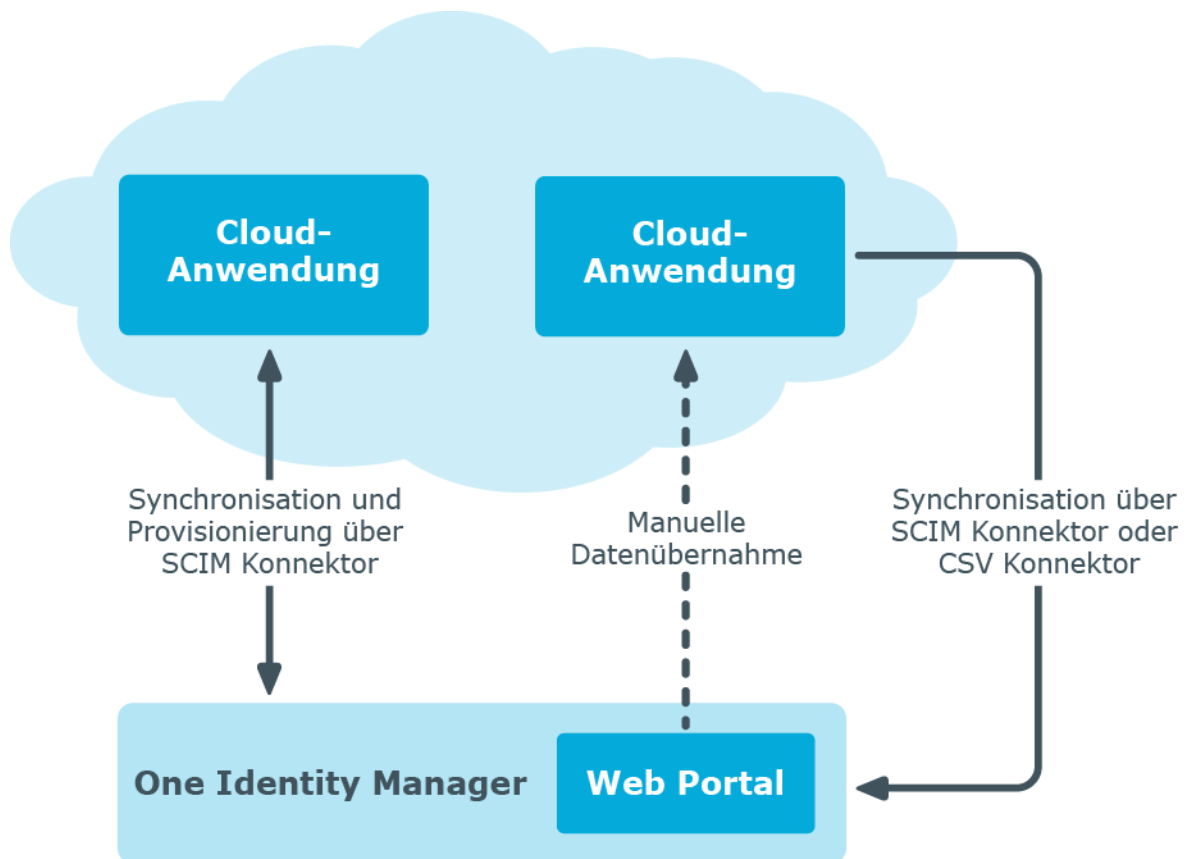 Cloud-
Anwendung
Cloud-
Anwendung
Synchronisation und
Provisionierung über
SCIM Konnektor
Manuelle
Datenübernahme
Synchronisation über
SCIM Konnektor oder
CSV Konnektor
One Identity Manager
Web Portal